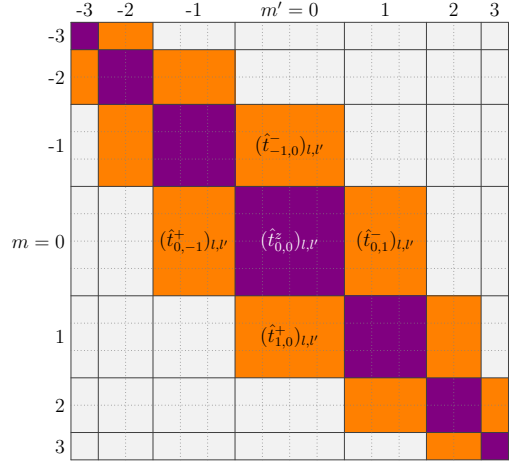 -3 -2 -1 m′ = 0 1 2 3
-3
-2
-1 (t̂⁻₋₁,₀)ₗ,ₗ′
m = 0 (t̂⁺₀,₋₁)ₗ,ₗ′ (t̂ᶻ₀,₀)ₗ,ₗ′ (t̂⁻₀,₁)ₗ,ₗ′
1 (t̂⁺₁,₀)ₗ,ₗ′
2
3